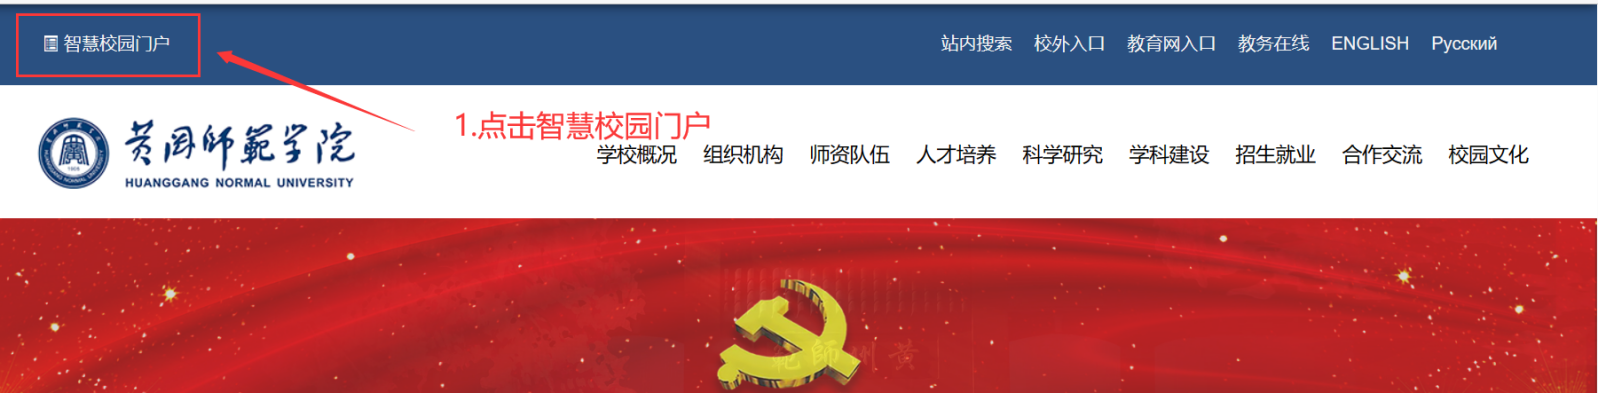 智慧校园门户
站内搜索 校外入口 教育网入口 教务在线 ENGLISH Русский
1.点击智慧校园门户
黄冈师範学院
HUANGGANG NORMAL UNIVERSITY
学校概况 组织机构 师资队伍 人才培养 科学研究 学科建设 招生就业 合作交流 校园文化